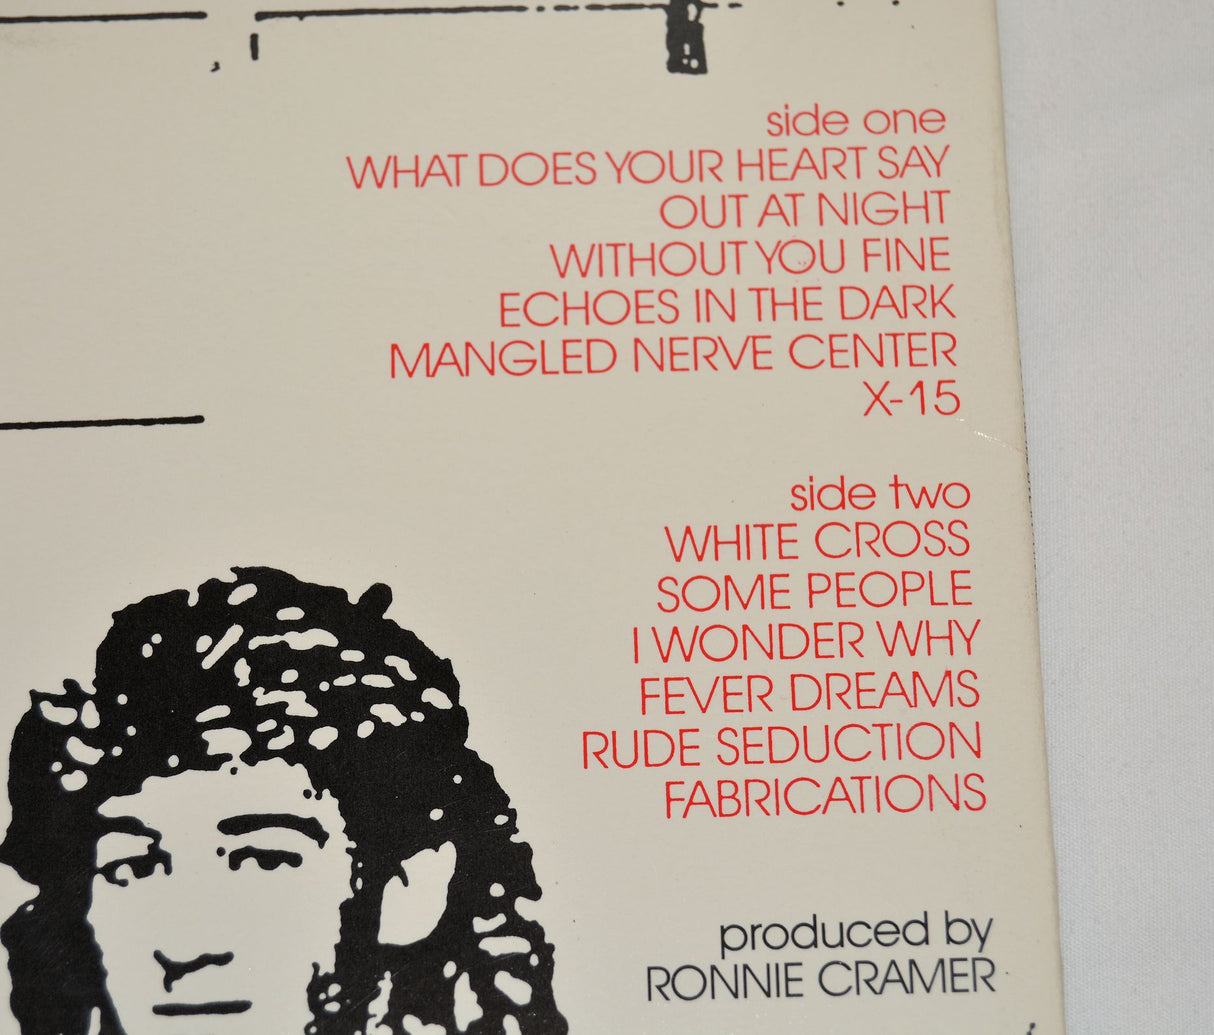 side one
WHAT DOES YOUR HEART SAY
OUT AT NIGHT
WITHOUT YOU FINE
ECHOES IN THE DARK
MANGLED NERVE CENTER
X-15
side two
WHITE CROSS
SOME PEOPLE
I WONDER WHY
FEVER DREAMS
RUDE SEDUCTION
FABRICATIONS
produced by
RONNIE CRAMER